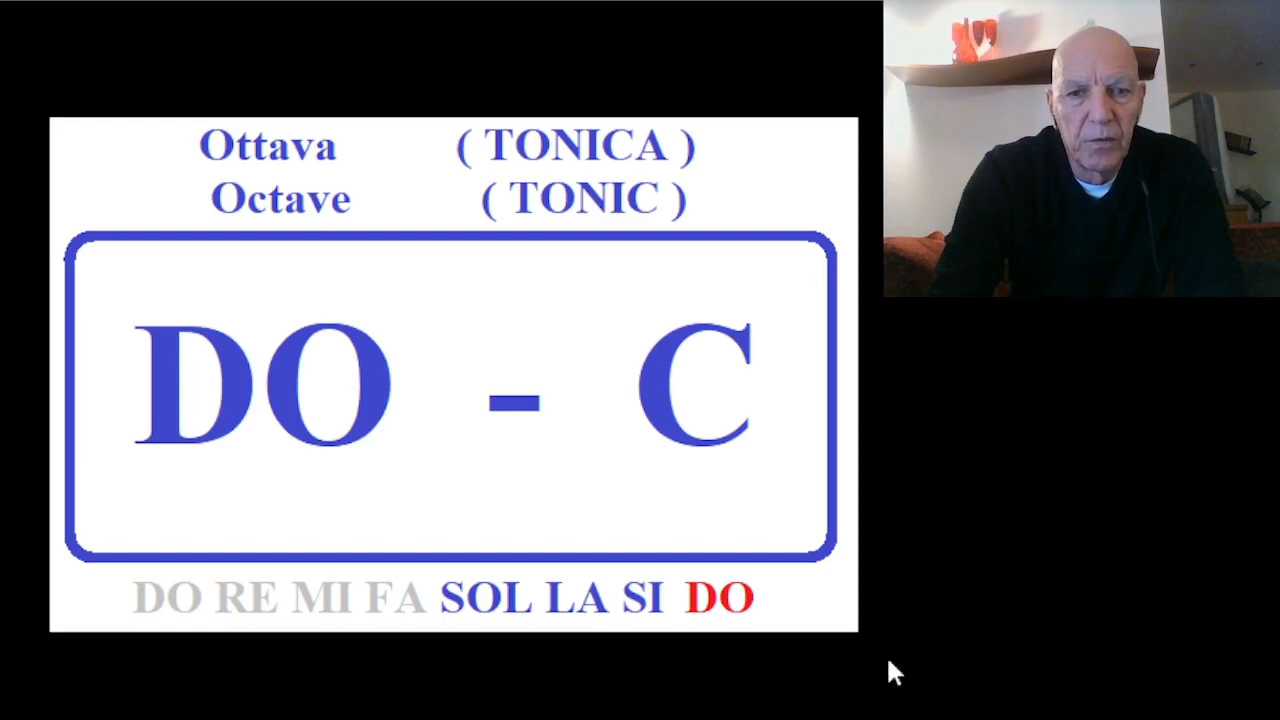 Ottava ( TONICA )
Octave ( TONIC )
DO - C
DO RE MI FA SOL LA SI DO